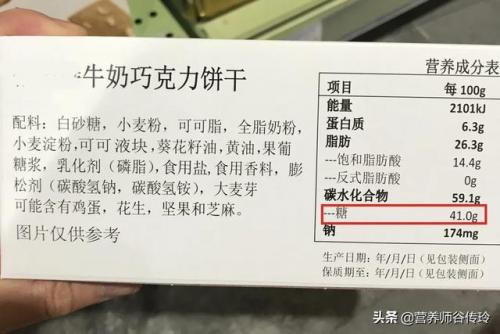 牛奶巧克力饼干
配料：白砂糖，小麦粉，可可脂，全脂奶粉，
小麦淀粉,可可液块,葵花籽油,黄油,果葡
糖浆，乳化剂（磷脂）,食用盐,食用香料，膨
松剂（碳酸氢钠，碳酸氢铵），大麦芽
可能含有鸡蛋，花生，坚果和芝麻。
图片仅供参考
营养成分表
项目 每 100g
能量 2101kJ
蛋白质 6.3g
脂肪 26.3g
---饱和脂肪酸 14.4g
---反式脂肪酸 0g
碳水化合物 59.1g
---糖 41.0g
钠 174mg
生产日期：年/月/日（见包装侧面）
保质期至：年/月/日（见包装侧面）
头条 @营养师谷传玲